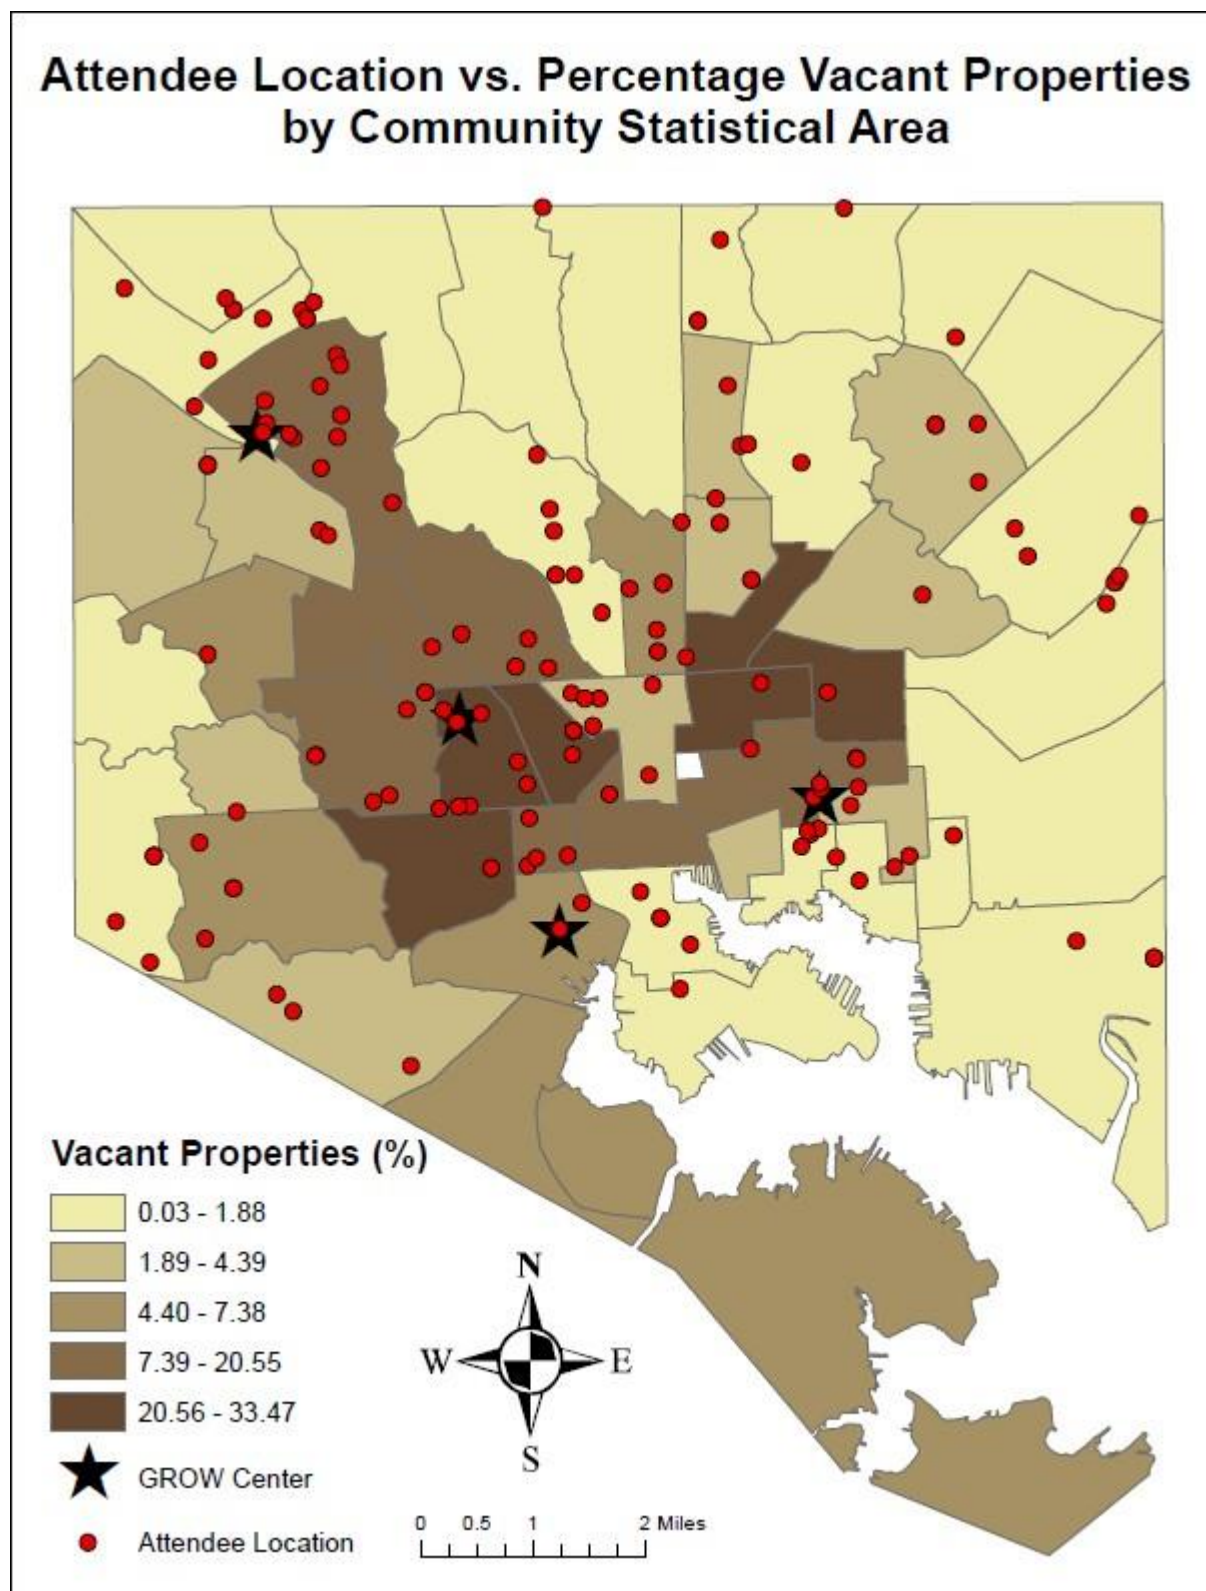 Attendee Location vs. Percentage Vacant Properties
by Community Statistical Area
Vacant Properties (%)
0.03 - 1.88
1.89 - 4.39
4.40 - 7.38
7.39 - 20.55
20.56 - 33.47
GROW Center
Attendee Location
N
W E
S
0 0.5 1 2 Miles